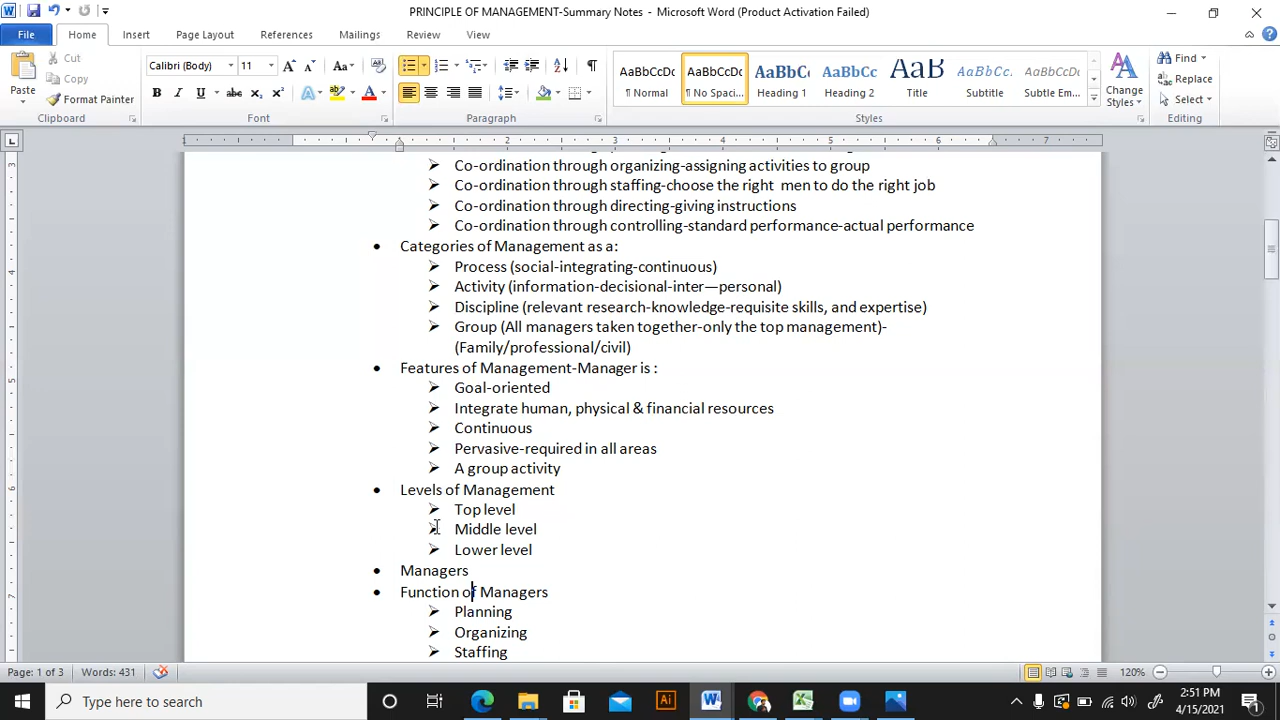 PRINCIPLE OF MANAGEMENT-Summary Notes - Microsoft Word (Product Activation Failed)
File Home Insert Page Layout References Mailings Review View
Cut
Copy
Format Painter
Paste
Clipboard
Calibri (Body) 11
Font
Paragraph
AaBbCcDc AaBbCcDc AaBbCc AaBbCc AaB AaBbCcL AaBbCcDc
¶ Normal ¶ No Spaci... Heading 1 Heading 2 Title Subtitle Subtle Em...
Change Styles
Styles
Find
Replace
Select
Editing
Co-ordination through organizing-assigning activities to group
Co-ordination through staffing-choose the right men to do the right job
Co-ordination through directing-giving instructions
Co-ordination through controlling-standard performance-actual performance
Categories of Management as a:
Process (social-integrating-continuous)
Activity (information-decisional-inter—personal)
Discipline (relevant research-knowledge-requisite skills, and expertise)
Group (All managers taken together-only the top management)-
(Family/professional/civil)
Features of Management-Manager is :
Goal-oriented
Integrate human, physical & financial resources
Continuous
Pervasive-required in all areas
A group activity
Levels of Management
Top level
Middle level
Lower level
Managers
Function of Managers
Planning
Organizing
Staffing
Page: 1 of 3 Words: 431 120%
Type here to search
2:51 PM
4/15/2021